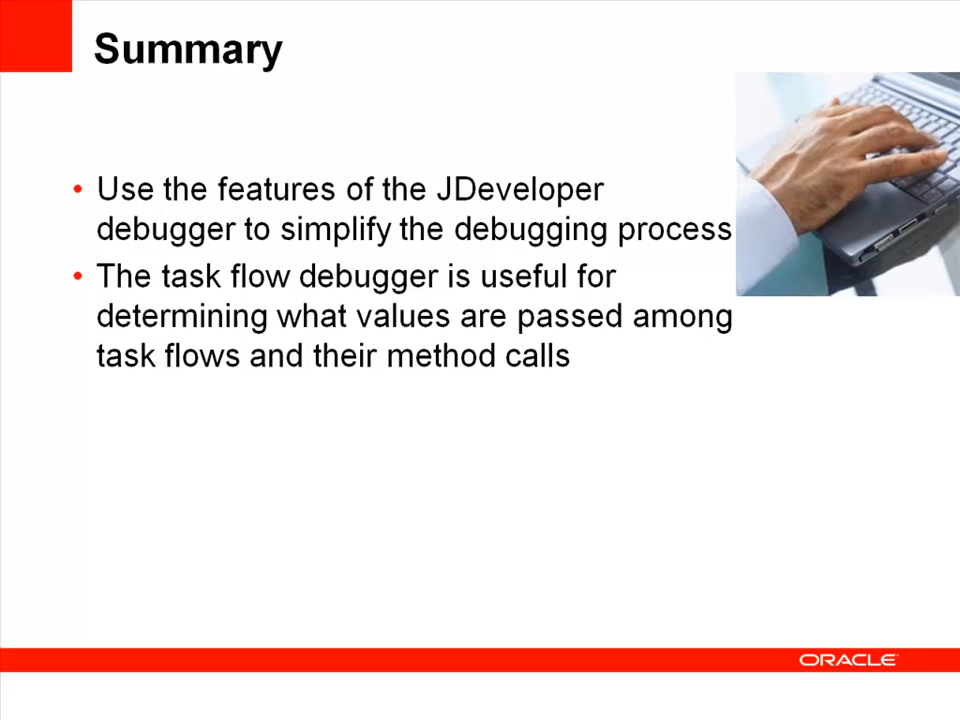 Summary
• Use the features of the JDeveloper
debugger to simplify the debugging process
• The task flow debugger is useful for
determining what values are passed among
task flows and their method calls
ORACLE